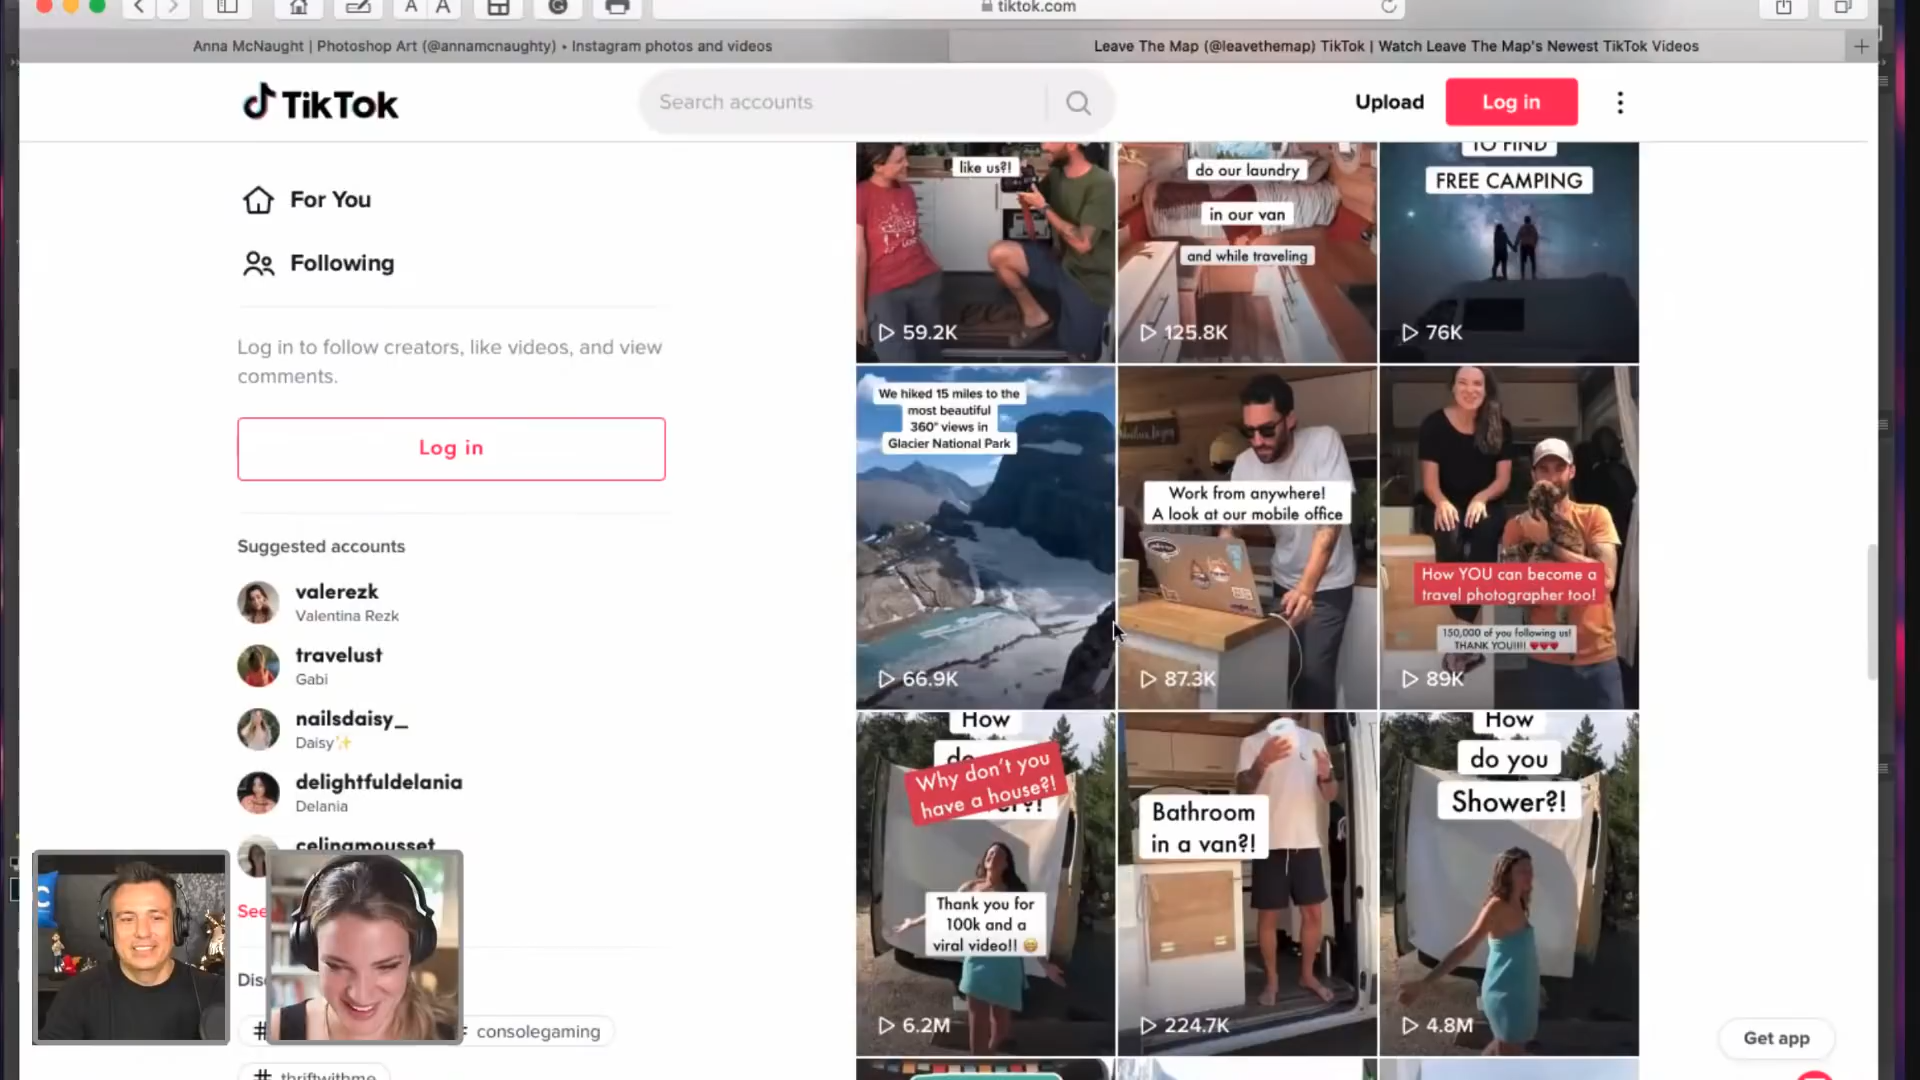 tiktok.com
Anna McNaught | Photoshop Art (@annamcnaughty) • Instagram photos and videos
Leave The Map (@leavethemap) TikTok | Watch Leave The Map's Newest TikTok Videos
TikTok
Search accounts
Upload
Log in
For You
Following
Log in to follow creators, like videos, and view
comments.
Log in
Suggested accounts
valerezk
Valentina Rezk
travelust
Gabi
nailsdaisy_
Daisy✨
delightfuldelania
Delania
celinamousset
See
Dis
#
consolegaming
# thriftwithme
like us?!
59.2K
do our laundry
in our van
and while traveling
125.8K
TO FIND
FREE CAMPING
76K
We hiked 15 miles to the
most beautiful
360° views in
Glacier National Park
66.9K
Work from anywhere!
A look at our mobile office
87.3K
How YOU can become a
travel photographer too!
150,000 of you following us!
THANK YOU!!!! ♥♥♥
89K
How
do
Why don't you
have a house?!
Thank you for
100k and a
viral video!! 😄
6.2M
Bathroom
in a van?!
224.7K
How
do you
Shower?!
4.8M
Get app